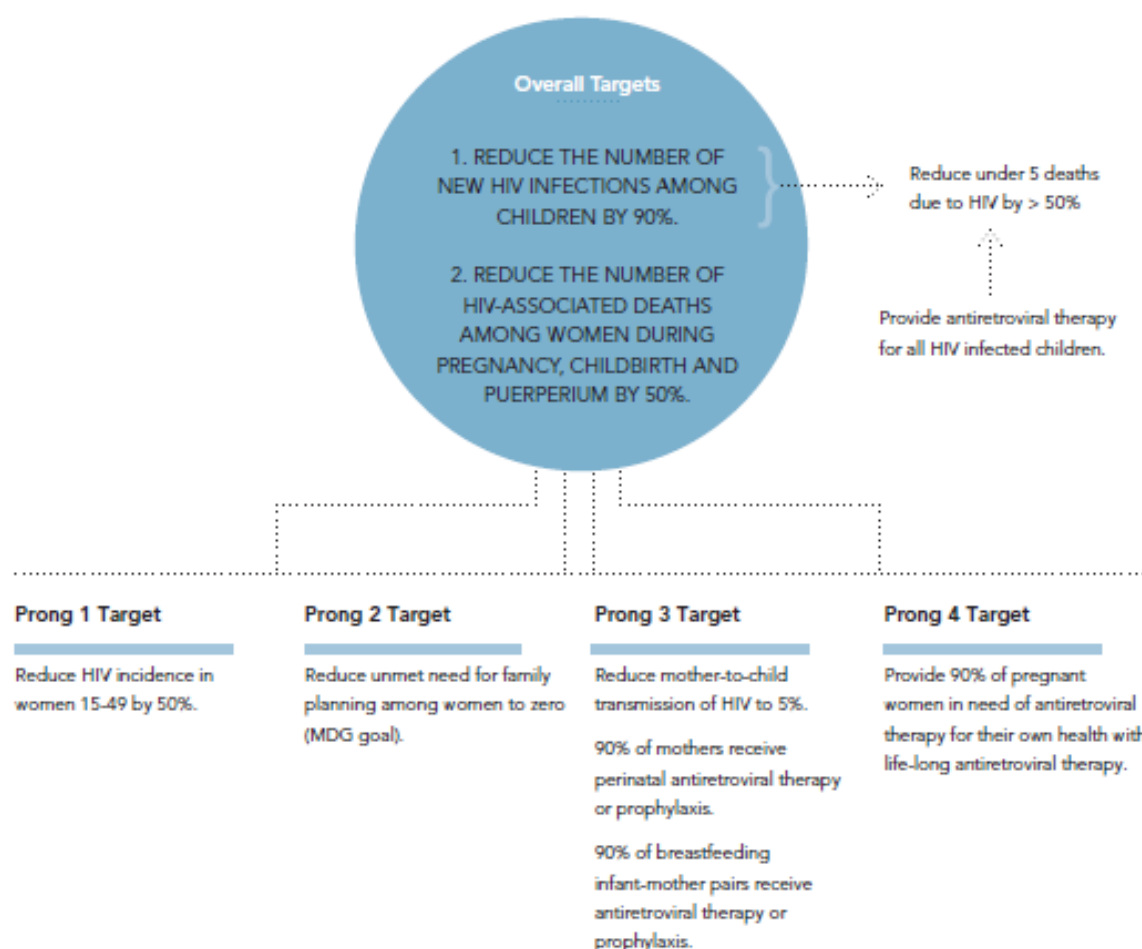 Overall Targets
1. REDUCE THE NUMBER OF
NEW HIV INFECTIONS AMONG
CHILDREN BY 90%.
2. REDUCE THE NUMBER OF
HIV-ASSOCIATED DEATHS
AMONG WOMEN DURING
PREGNANCY, CHILDBIRTH AND
PUERPERIUM BY 50%.
Reduce under 5 deaths
due to HIV by > 50%
Provide antiretroviral therapy
for all HIV infected children.
Prong 1 Target
Reduce HIV incidence in
women 15-49 by 50%.
Prong 2 Target
Reduce unmet need for family
planning among women to zero
(MDG goal).
Prong 3 Target
Reduce mother-to-child
transmission of HIV to 5%.
90% of mothers receive
perinatal antiretroviral therapy
or prophylaxis.
90% of breastfeeding
infant-mother pairs receive
antiretroviral therapy or
prophylaxis.
Prong 4 Target
Provide 90% of pregnant
women in need of antiretroviral
therapy for their own health with
life-long antiretroviral therapy.